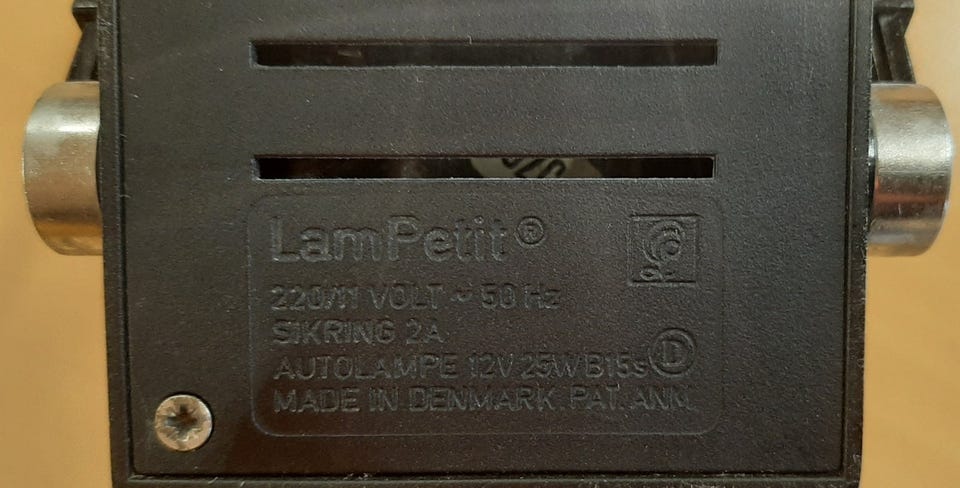 LamPetit®
220/11 VOLT ~ 50 Hz
SIKRING 2A
AUTOLAMPE 12V 25W B15s Ⓓ
MADE IN DENMARK. PAT. ANM.